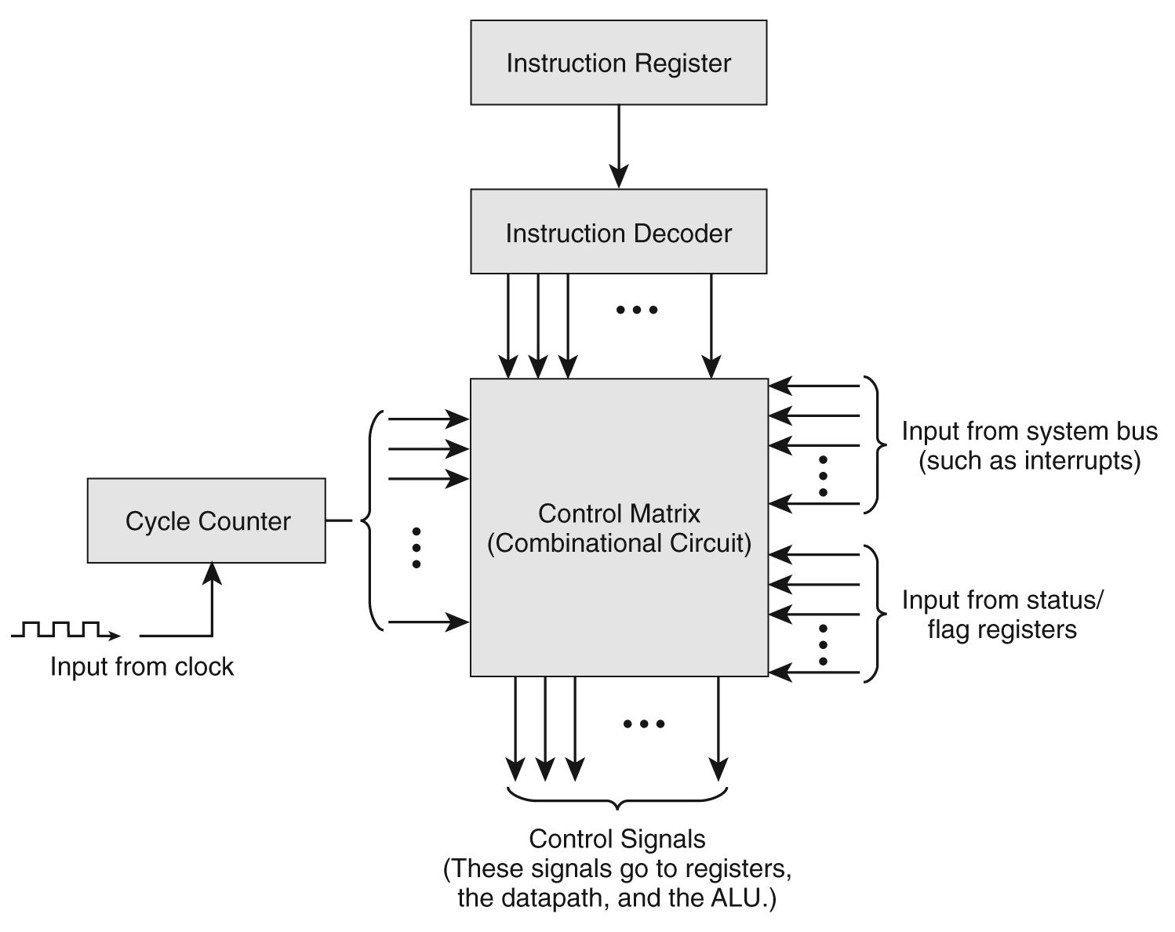 Instruction Register
Instruction Decoder
Input from system bus
(such as interrupts)
Cycle Counter
Control Matrix
(Combinational Circuit)
Input from status/
flag registers
Input from clock
Control Signals
(These signals go to registers,
the datapath, and the ALU.)